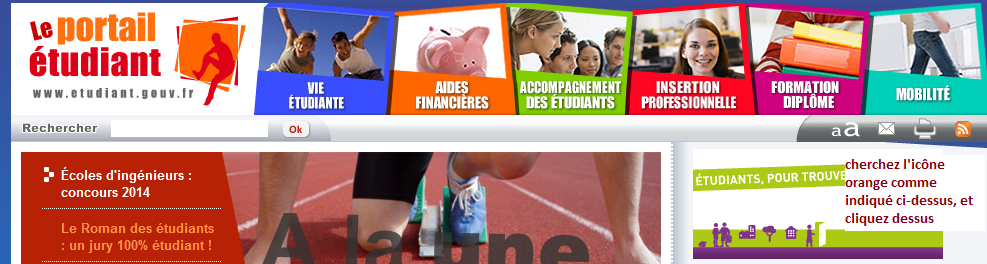 Le portail
étudiant
www.etudiant.gouv.fr
VIE
ÉTUDIANTE
AIDES
FINANCIÈRES
ACCOMPAGNEMENT
DES ÉTUDIANTS
INSERTION
PROFESSIONNELLE
FORMATION
DIPLÔME
MOBILITÉ
Rechercher
Ok
aa
Écoles d'ingénieurs :
concours 2014
Le Roman des étudiants
: un jury 100% étudiant !
A la une
ÉTUDIANTS, POUR TROUVE
cherchez l'icône
orange comme
indiqué ci-dessus, et
cliquez dessus